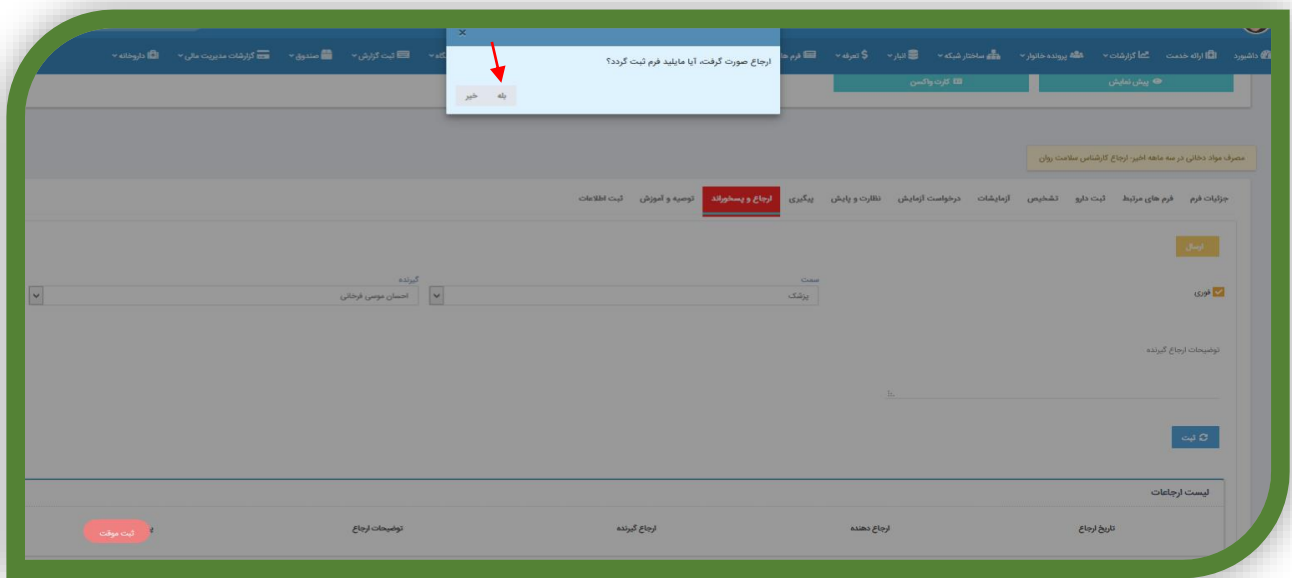 ×
داشبورد ارائه خدمت گزارشات پرونده خانوار ساختار شبکه انبار $ تعرفه فرم ها ثبت گزارش صندوق گزارشات مدیریت مالی داروخانه
ارجاع صورت گرفت، آیا مایلید فرم ثبت گردد؟
بله خیر
پیش نمایش کارت واکسن
مصرف مواد دخانی در سه ماهه اخیر- ارجاع کارشناس سلامت روان
جزئیات فرم فرم های مرتبط ثبت دارو تشخیص آزمایشات درخواست آزمایش نظارت و پایش پیگیری ارجاع و پسخوراند توصیه و آموزش ثبت اطلاعات
ارسال
سمت گیرنده
فوری پزشک احسان موسی فرخانی
توضیحات ارجاع گیرنده
ثبت
لیست ارجاعات
تاریخ ارجاع ارجاع دهنده ارجاع گیرنده توضیحات ارجاع
ثبت موقت